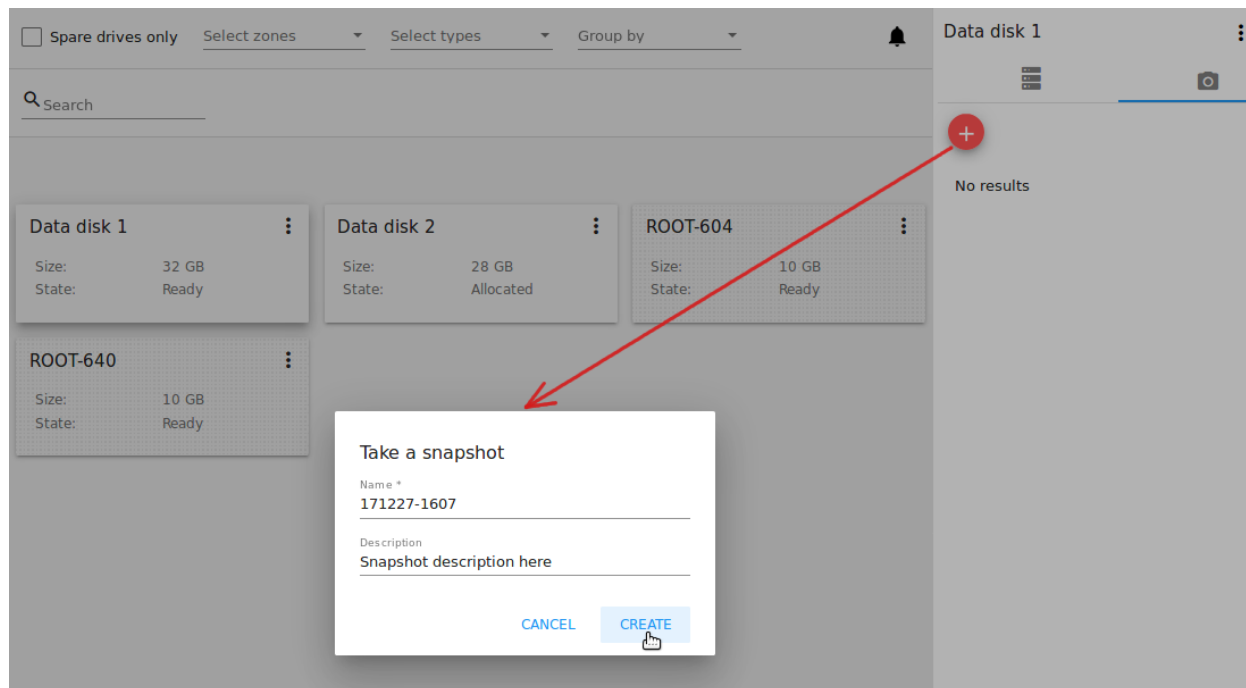 Spare drives only Select zones Select types Group by
Search
Data disk 1
Size: 32 GB
State: Ready
Data disk 2
Size: 28 GB
State: Allocated
ROOT-604
Size: 10 GB
State: Ready
ROOT-640
Size: 10 GB
State: Ready
Data disk 1
No results
Take a snapshot
Name *
171227-1607
Description
Snapshot description here
CANCEL CREATE